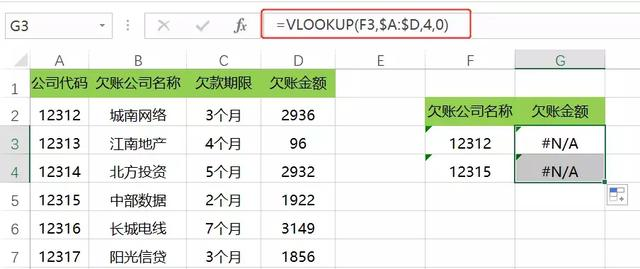 G3 fx =VLOOKUP(F3,$A:$D,4,0)
A B C D E F G
1 公司代码 欠账公司名称 欠款期限 欠账金额
2 12312 城南网络 3个月 2936 欠账公司名称 欠账金额
3 12313 江南地产 4个月 96 12312 #N/A
4 12314 北方投资 5个月 2932 12315 #N/A
5 12315 中部数据 2个月 1922
6 12316 长城电线 7个月 3149
7 12317 阳光信贷 3个月 1856